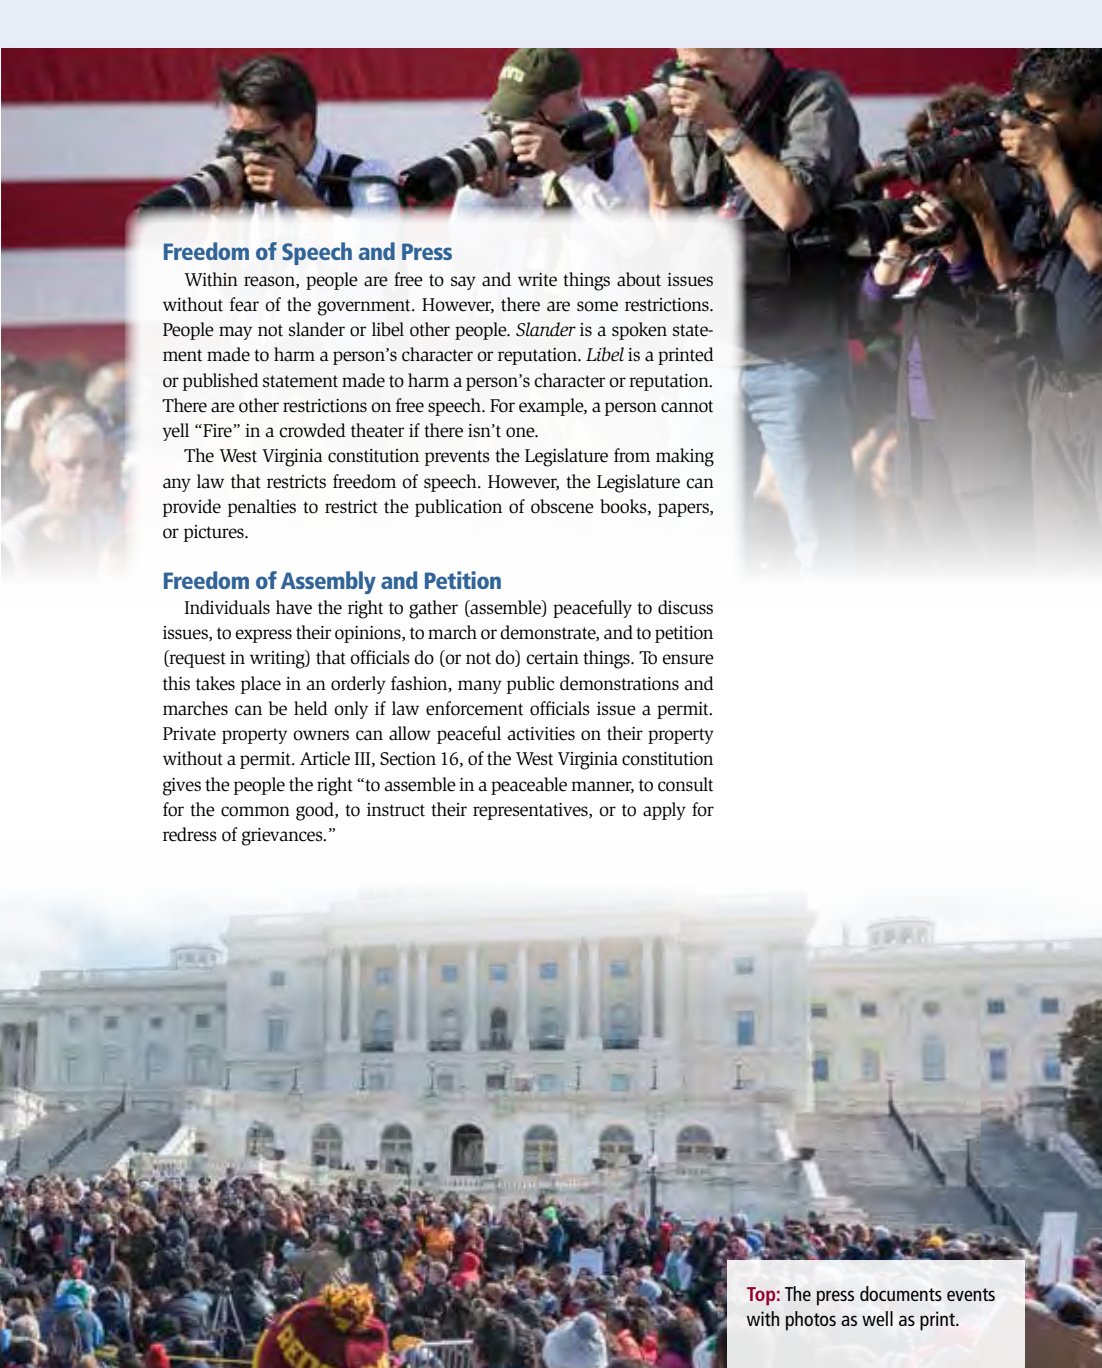 Freedom of Speech and Press
Within reason, people are free to say and write things about issues
without fear of the government. However, there are some restrictions.
People may not slander or libel other people. Slander is a spoken state-
ment made to harm a person’s character or reputation. Libel is a printed
or published statement made to harm a person’s character or reputation.
There are other restrictions on free speech. For example, a person cannot
yell “Fire” in a crowded theater if there isn’t one.
The West Virginia constitution prevents the Legislature from making
any law that restricts freedom of speech. However, the Legislature can
provide penalties to restrict the publication of obscene books, papers,
or pictures.
Freedom of Assembly and Petition
Individuals have the right to gather (assemble) peacefully to discuss
issues, to express their opinions, to march or demonstrate, and to petition
(request in writing) that officials do (or not do) certain things. To ensure
this takes place in an orderly fashion, many public demonstrations and
marches can be held only if law enforcement officials issue a permit.
Private property owners can allow peaceful activities on their property
without a permit. Article III, Section 16, of the West Virginia constitution
gives the people the right “to assemble in a peaceable manner, to consult
for the common good, to instruct their representatives, or to apply for
redress of grievances.”
Top: The press documents events
with photos as well as print.